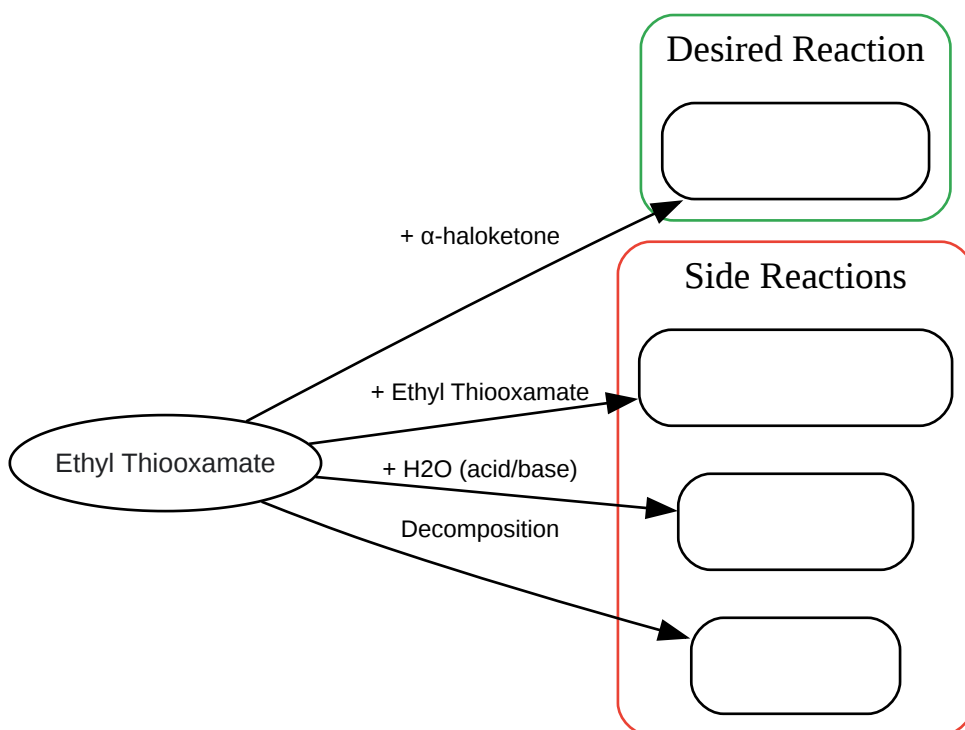 Desired Reaction
+ α-haloketone
Side Reactions
+ Ethyl Thiooxamate
Ethyl Thiooxamate
+ H2O (acid/base)
Decomposition